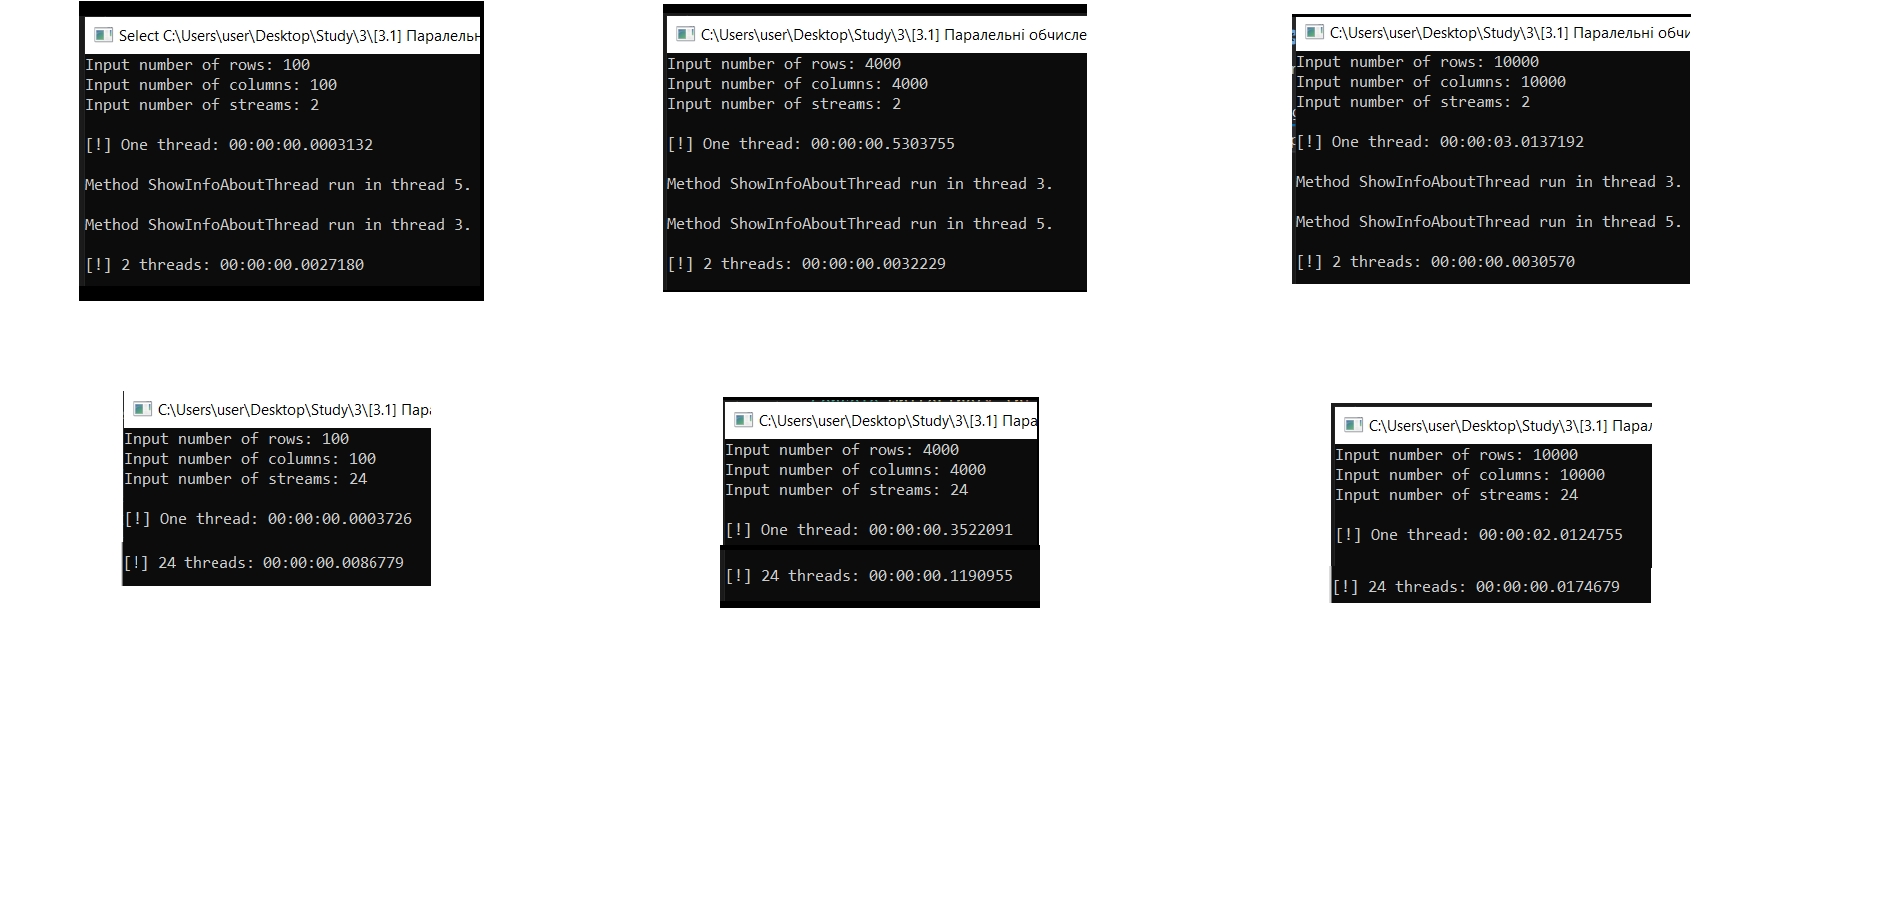 Select C:\Users\user\Desktop\Study\3\[3.1] Паралельн
Input number of rows: 100
Input number of columns: 100
Input number of streams: 2
[!] One thread: 00:00:00.0003132
Method ShowInfoAboutThread run in thread 5.
Method ShowInfoAboutThread run in thread 3.
[!] 2 threads: 00:00:00.0027180
C:\Users\user\Desktop\Study\3\[3.1] Паралельні обчисле
Input number of rows: 4000
Input number of columns: 4000
Input number of streams: 2
[!] One thread: 00:00:00.5303755
Method ShowInfoAboutThread run in thread 3.
Method ShowInfoAboutThread run in thread 5.
[!] 2 threads: 00:00:00.0032229
C:\Users\user\Desktop\Study\3\[3.1] Паралельні обчи
Input number of rows: 10000
Input number of columns: 10000
Input number of streams: 2
[!] One thread: 00:00:03.0137192
Method ShowInfoAboutThread run in thread 3.
Method ShowInfoAboutThread run in thread 5.
[!] 2 threads: 00:00:00.0030570
C:\Users\user\Desktop\Study\3\[3.1] Пара
Input number of rows: 100
Input number of columns: 100
Input number of streams: 24
[!] One thread: 00:00:00.0003726
[!] 24 threads: 00:00:00.0086779
C:\Users\user\Desktop\Study\3\[3.1] Пара
Input number of rows: 4000
Input number of columns: 4000
Input number of streams: 24
[!] One thread: 00:00:00.3522091
[!] 24 threads: 00:00:00.1190955
C:\Users\user\Desktop\Study\3\[3.1] Парал
Input number of rows: 10000
Input number of columns: 10000
Input number of streams: 24
[!] One thread: 00:00:02.0124755
[!] 24 threads: 00:00:00.0174679